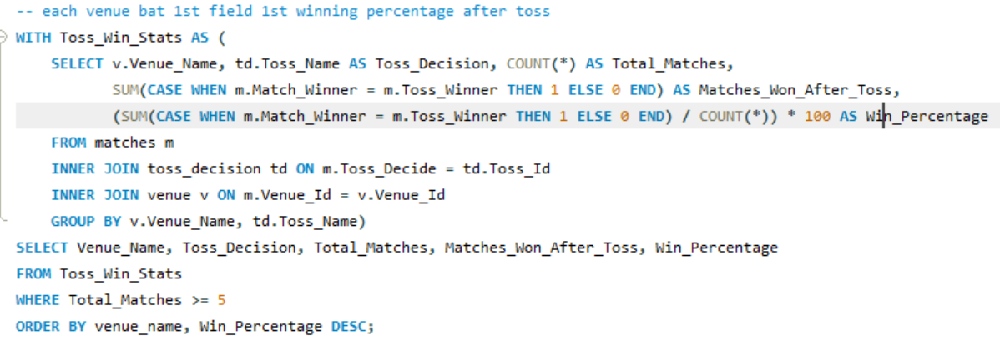 -- each venue bat 1st field 1st winning percentage after toss
WITH Toss_Win_Stats AS (
SELECT v.Venue_Name, td.Toss_Name AS Toss_Decision, COUNT(*) AS Total_Matches,
SUM(CASE WHEN m.Match_Winner = m.Toss_Winner THEN 1 ELSE 0 END) AS Matches_Won_After_Toss,
(SUM(CASE WHEN m.Match_Winner = m.Toss_Winner THEN 1 ELSE 0 END) / COUNT(*)) * 100 AS Win_Percentage
FROM matches m
INNER JOIN toss_decision td ON m.Toss_Decide = td.Toss_Id
INNER JOIN venue v ON m.Venue_Id = v.Venue_Id
GROUP BY v.Venue_Name, td.Toss_Name)
SELECT Venue_Name, Toss_Decision, Total_Matches, Matches_Won_After_Toss, Win_Percentage
FROM Toss_Win_Stats
WHERE Total_Matches >= 5
ORDER BY venue_name, Win_Percentage DESC;